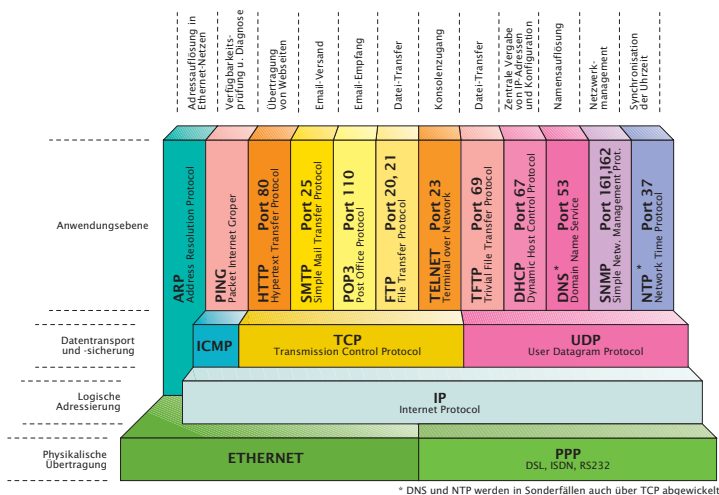 Adressauflösung in
Ethernet-Netzen
Verfügbarkeits-
prüfung u. Diagnose
Übertragung
von Webseiten
Email-Versand
Email-Empfang
Datei-Transfer
Konsolenzugang
Datei-Transfer
Zentrale Vergabe
von IP-Adressen
und Konfiguration
Namensauflösung
Netzwerk-
management
Synchronisation
der Uhrzeit
Anwendungsebene
ARP
Address Resolution Protocol
PING
Packet Internet Groper
HTTP Port 80
Hypertext Transfer Protocol
SMTP Port 25
Simple Mail Transfer Protocol
POP3 Port 110
Post Office Protocol
FTP Port 20, 21
File Transfer Protocol
TELNET Port 23
Terminal over Network
TFTP Port 69
Trivial File Transfer Protocol
DHCP Port 67
Dynamic Host Control Protocol
DNS* Port 53
Domain Name Service
SNMP Port 161,162
Simple Netw. Management Prot.
NTP* Port 37
Network Time Protocol
Datentransport
und -sicherung
ICMP
TCP
Transmission Control Protocol
UDP
User Datagram Protocol
Logische
Adressierung
IP
Internet Protocol
Physikalische
Übertragung
ETHERNET
PPP
DSL, ISDN, RS232
* DNS und NTP werden in Sonderfällen auch über TCP abgewickelt